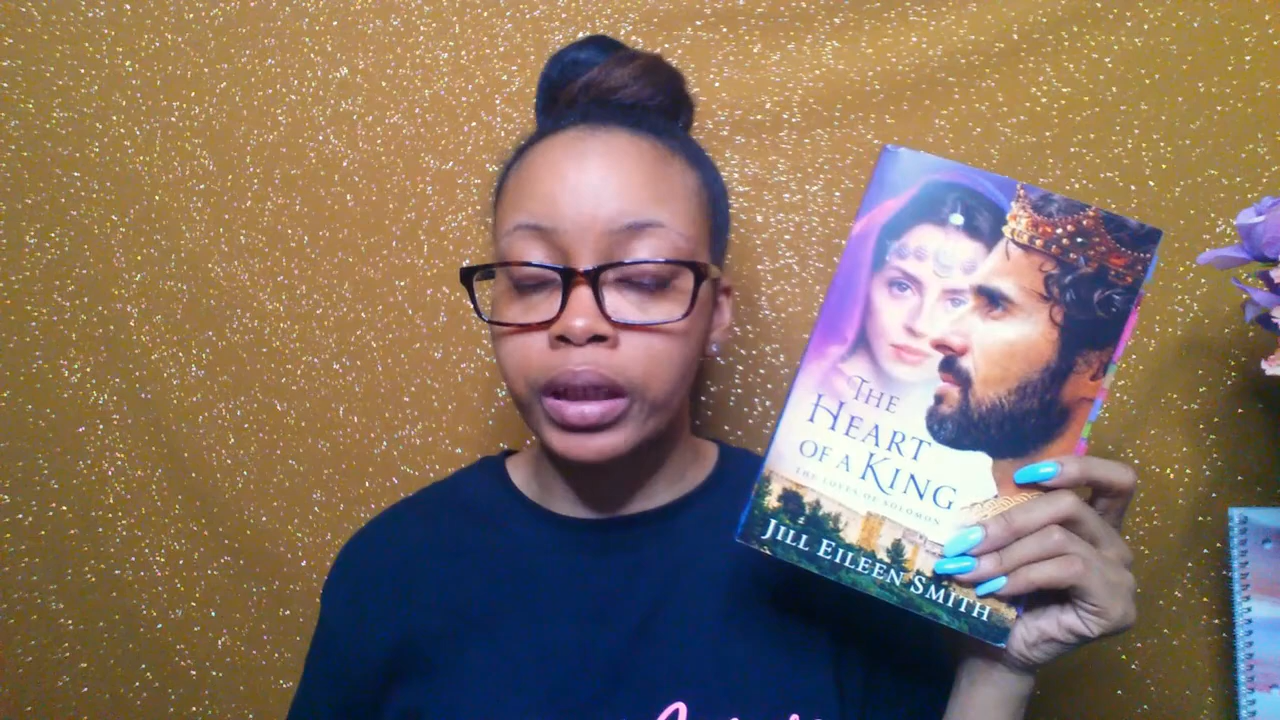 THE
HEART
OF A KING
THE LOVES OF SOLOMON
JILL EILEEN SMITH